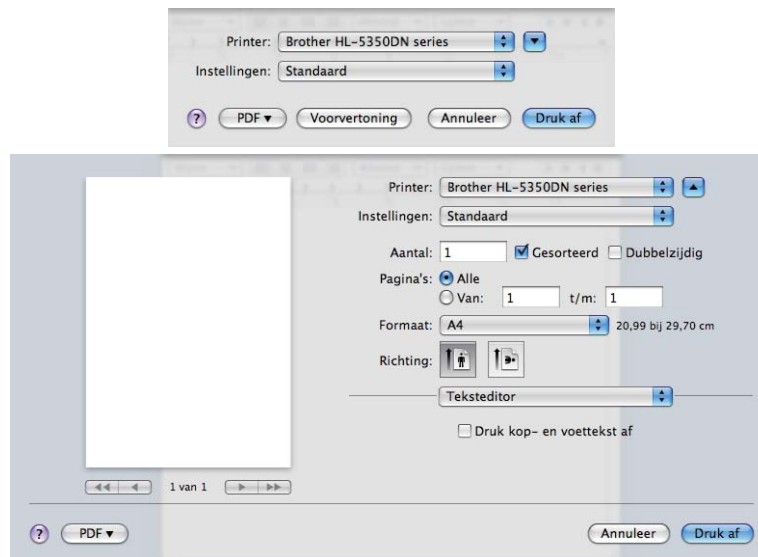 Printer: Brother HL-5350DN series
Instellingen: Standaard
? PDF▼ Voorvertoning Annuleer Druk af
Printer: Brother HL-5350DN series
Instellingen: Standaard
Aantal: 1 Gesorteerd Dubbelzijdig
Pagina's: Alle
Van: 1 t/m: 1
Formaat: A4 20,99 bij 29,70 cm
Richting:
Teksteditor
Druk kop- en voettekst af
1 van 1
? PDF▼ Annuleer Druk af